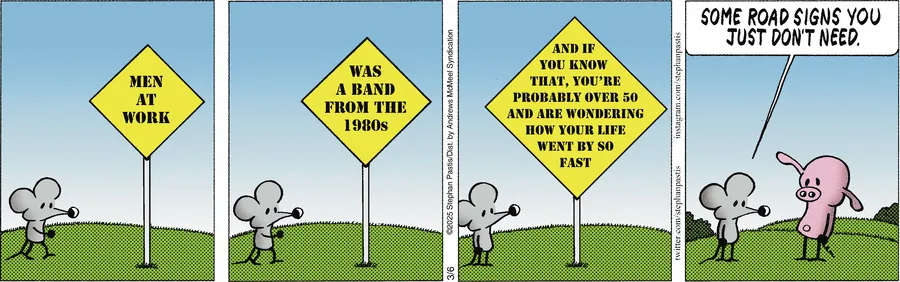 MEN
AT
WORK
WAS
A BAND
FROM THE
1980s
©2025 Stephan Pastis/Dist. by Andrews McMeel Syndication
3/6
AND IF
YOU KNOW
THAT, YOU'RE
PROBABLY OVER 50
AND ARE WONDERING
HOW YOUR LIFE
WENT BY SO
FAST
instagram.com/stephanpastis
twitter.com/stephanpastis
SOME ROAD SIGNS YOU
JUST DON'T NEED.